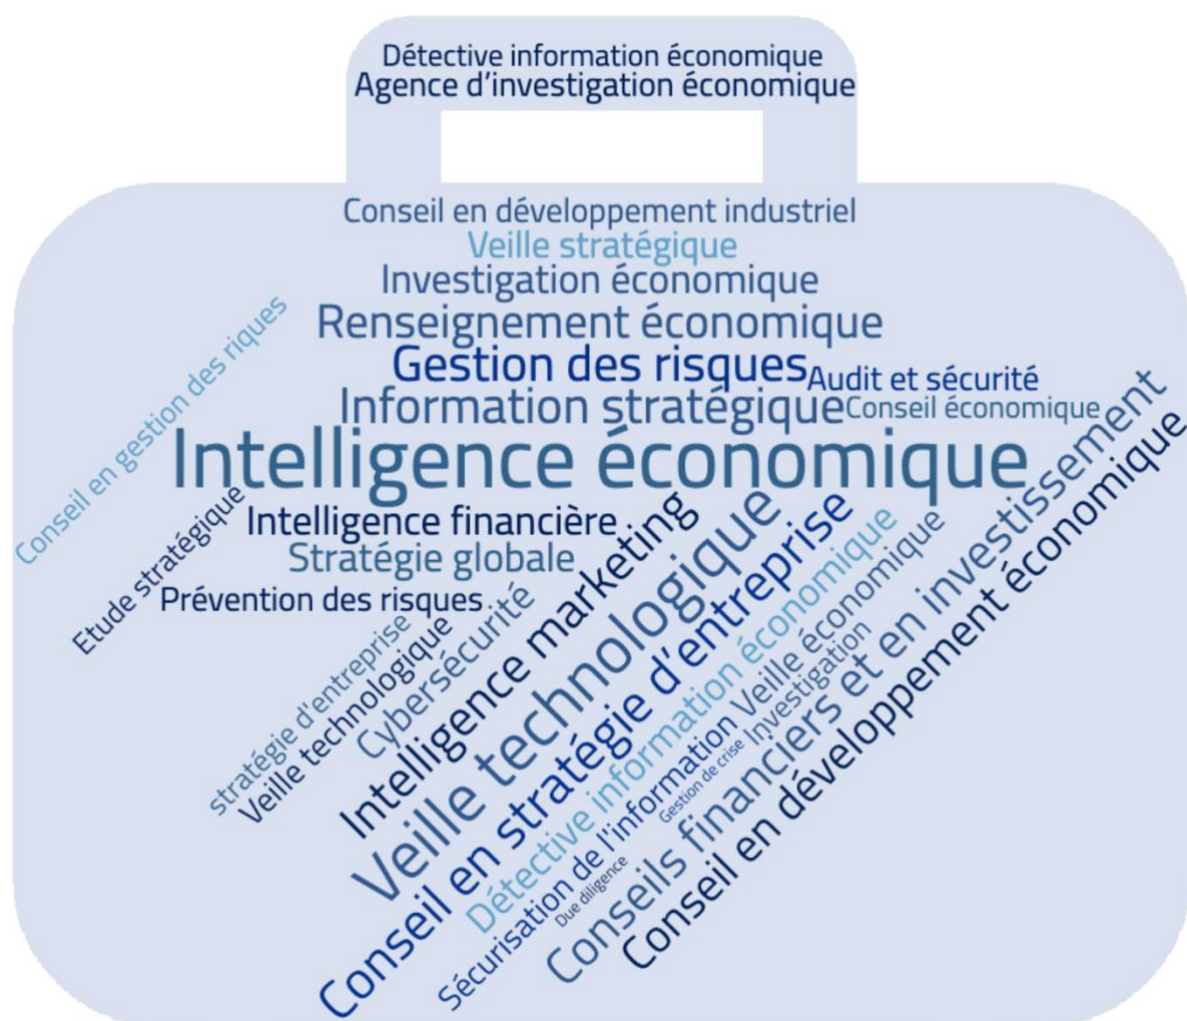 Détective information économique
Agence d’investigation économique
Conseil en développement industriel
Veille stratégique
Investigation économique
Renseignement économique
Gestion des risques
Audit et sécurité
Information stratégique
Conseil économique
Intelligence économique
Conseil en gestion des riques
Etude stratégique
Intelligence financière
Stratégie globale
Prévention des risques
stratégie d'entreprise
Veille technologique
Cybersécurité
Intelligence marketing
Veille technologique
Conseil en stratégie d’entreprise
Détective information économique
Sécurisation de l'information
Veille économique
Gestion de crise
Investigation
Due diligence
Conseils financiers et en investissement
Conseil en développement économique